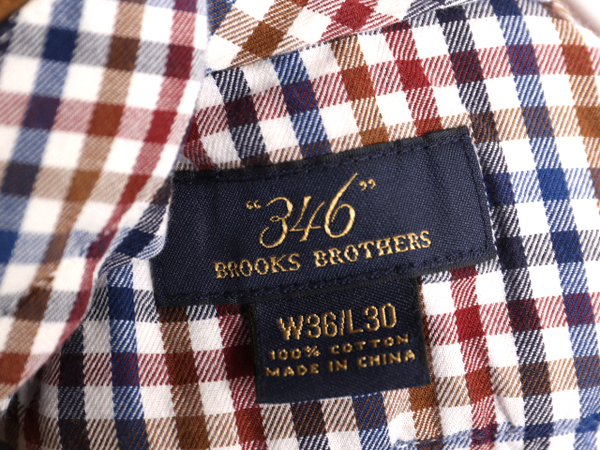 “346”
BROOKS BROTHERS
W36/L30
100% COTTON
MADE IN CHINA